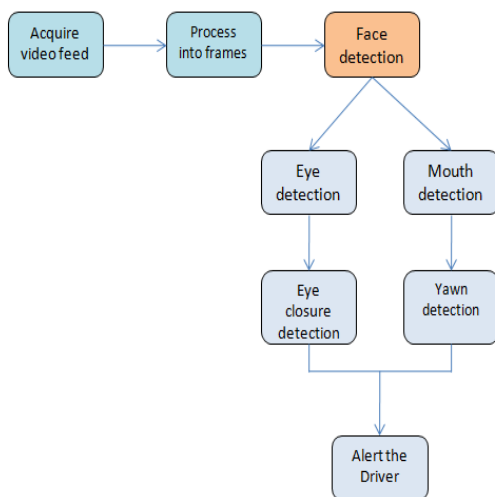 Acquire
video feed
Process
into frames
Face
detection
Eye
detection
Mouth
detection
Eye
closure
detection
Yawn
detection
Alert the
Driver